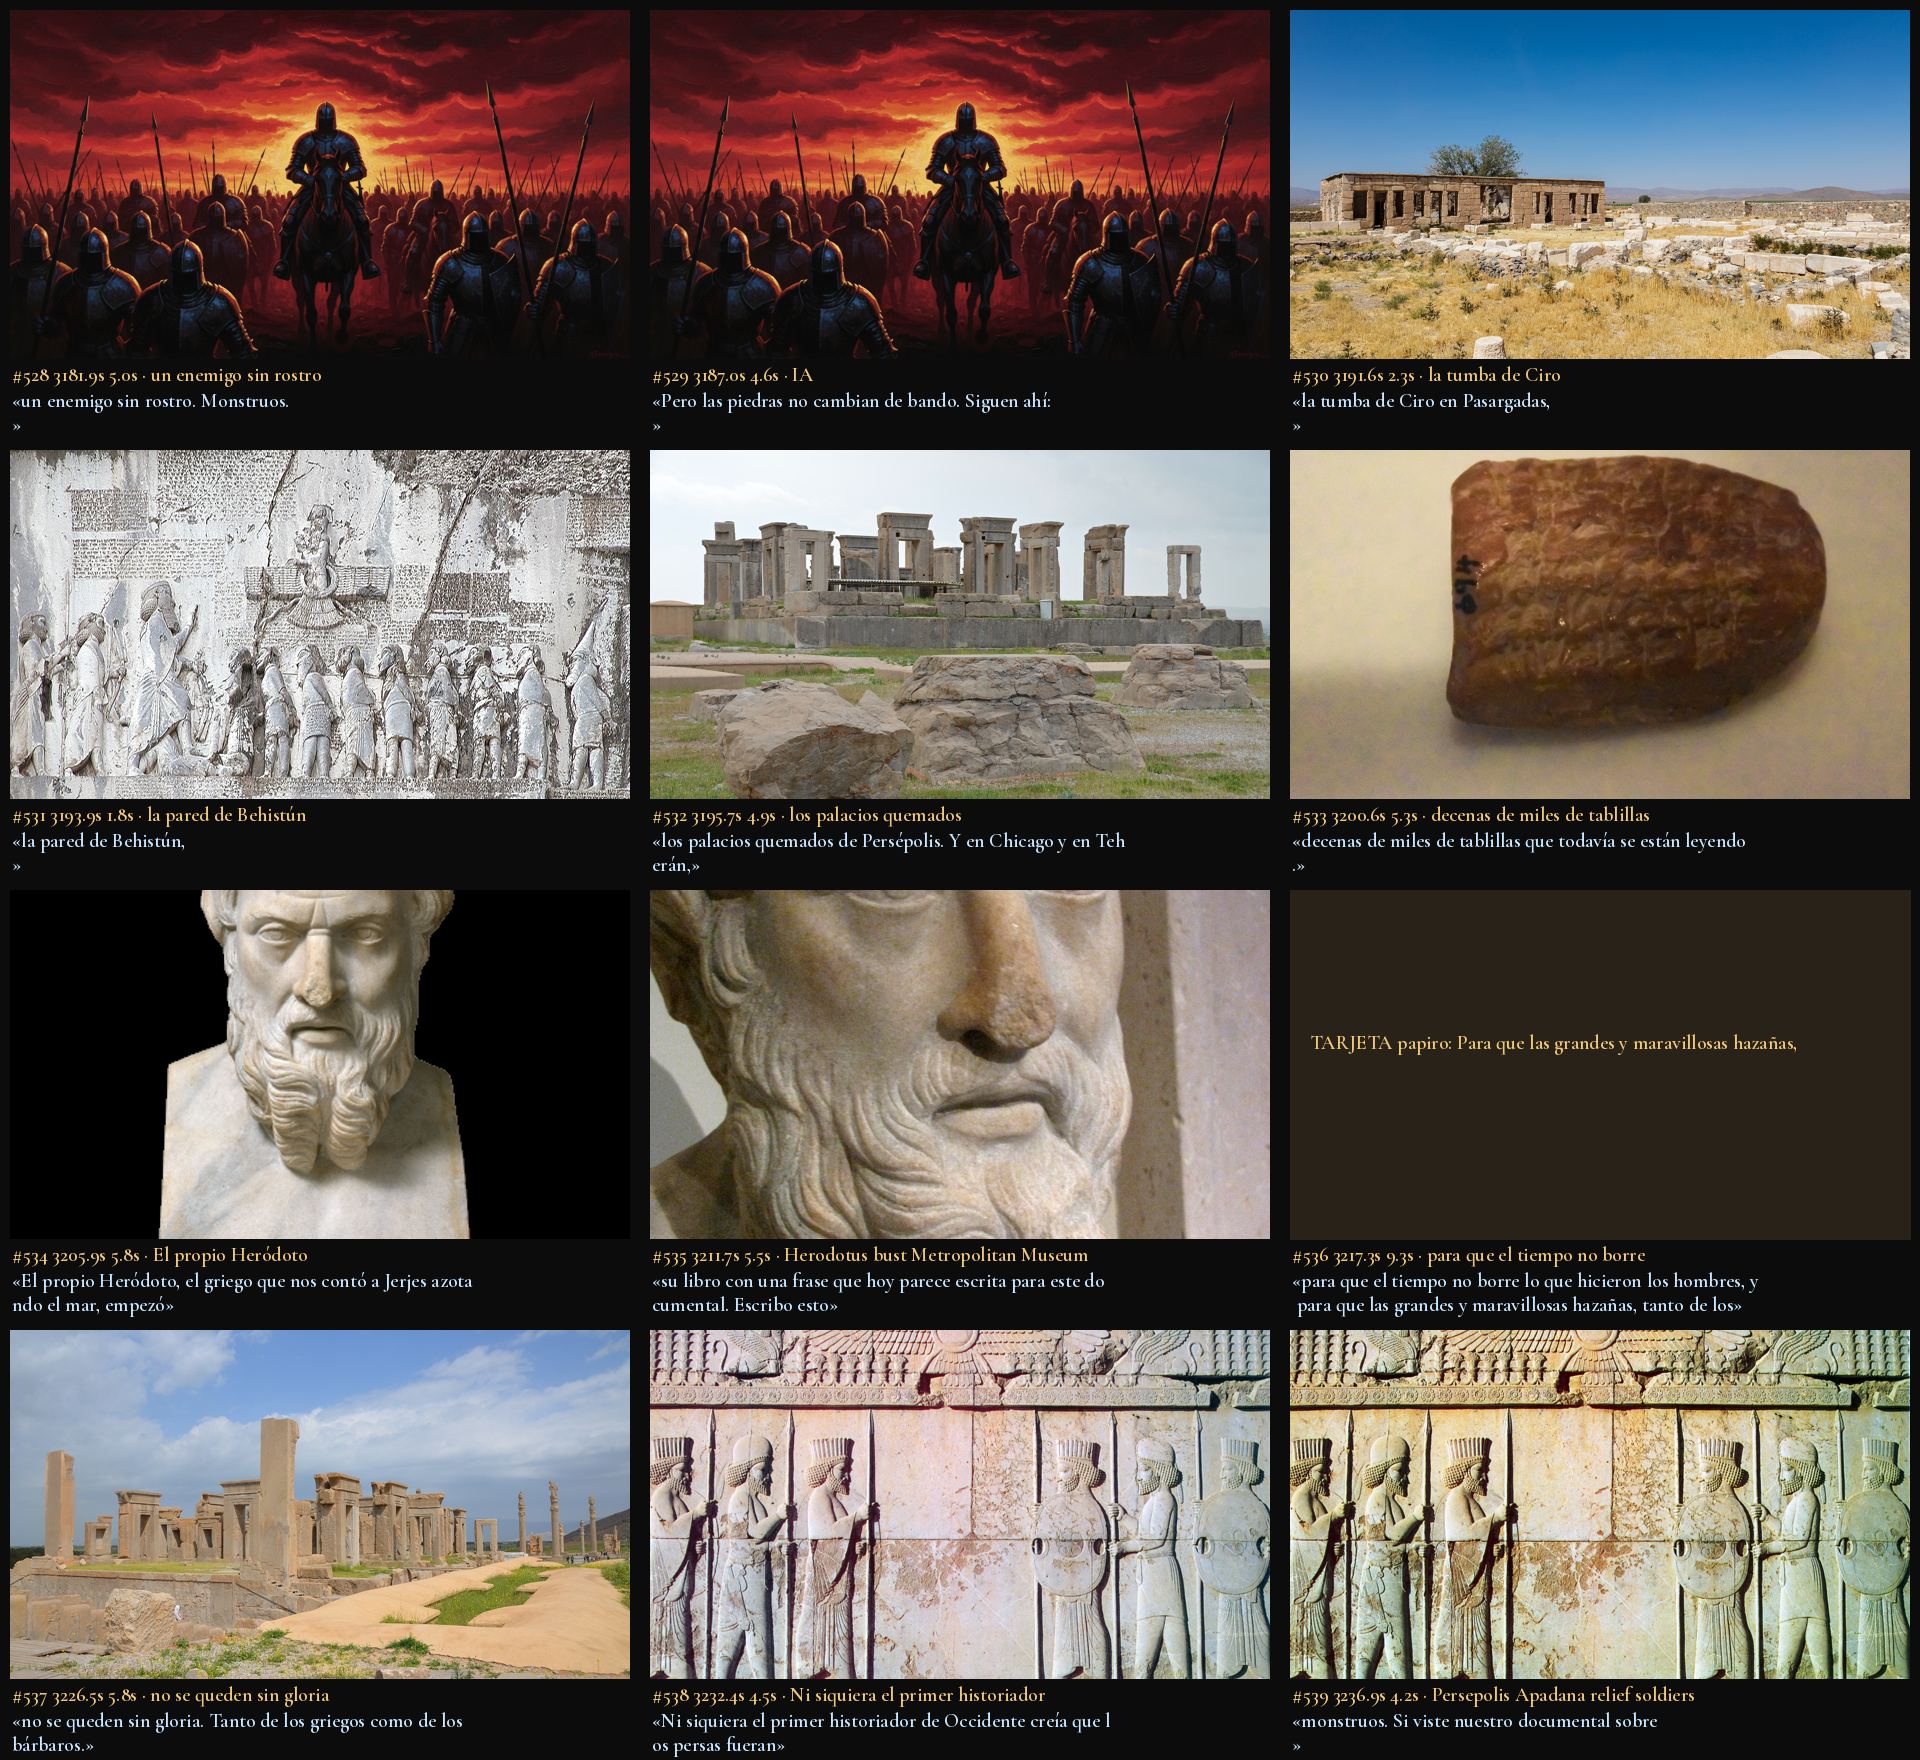 #528 3181.9s 5.0s · un enemigo sin rostro
«un enemigo sin rostro. Monstruos.
»
#529 3187.0s 4.6s · IA
«Pero las piedras no cambian de bando. Siguen ahí:
»
#530 3191.6s 2.3s · la tumba de Ciro
«la tumba de Ciro en Pasargadas,
»
#531 3193.9s 1.8s · la pared de Behistún
«la pared de Behistún,
»
#532 3195.7s 4.9s · los palacios quemados
«los palacios quemados de Persépolis. Y en Chicago y en Teh
erán,»
#533 3200.6s 5.3s · decenas de miles de tablillas
«decenas de miles de tablillas que todavía se están leyendo
.»
#534 3205.9s 5.8s · El propio Heródoto
«El propio Heródoto, el griego que nos contó a Jerjes azota
ndo el mar, empezó»
#535 3211.7s 5.5s · Herodotus bust Metropolitan Museum
«su libro con una frase que hoy parece escrita para este do
cumental. Escribo esto»
TARJETA papiro: Para que las grandes y maravillosas hazañas,
#536 3217.3s 9.3s · para que el tiempo no borre
«para que el tiempo no borre lo que hicieron los hombres, y
para que las grandes y maravillosas hazañas, tanto de los»
#537 3226.5s 5.8s · no se queden sin gloria
«no se queden sin gloria. Tanto de los griegos como de los
bárbaros.»
#538 3232.4s 4.5s · Ni siquiera el primer historiador
«Ni siquiera el primer historiador de Occidente creía que l
os persas fueran»
#539 3236.9s 4.2s · Persepolis Apadana relief soldiers
«monstruos. Si viste nuestro documental sobre
»